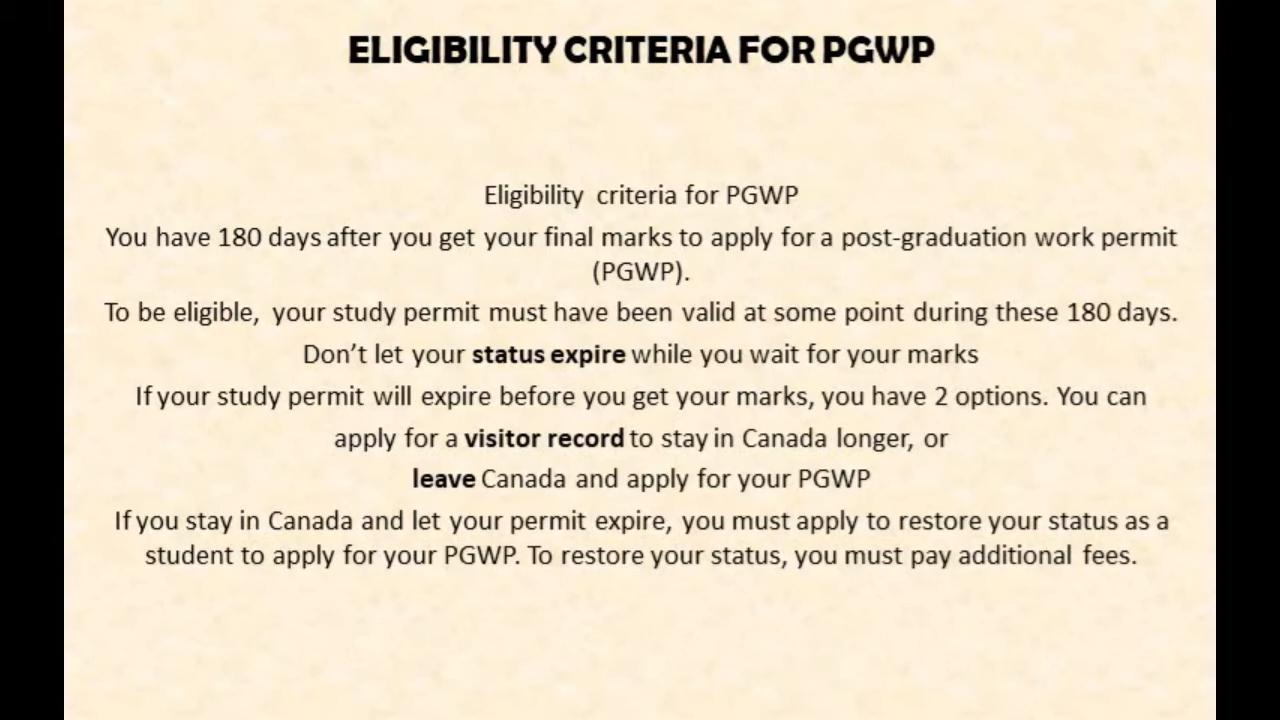 ELIGIBILITY CRITERIA FOR PGWP
Eligibility criteria for PGWP
You have 180 days after you get your final marks to apply for a post-graduation work permit
(PGWP).
To be eligible, your study permit must have been valid at some point during these 180 days.
Don’t let your status expire while you wait for your marks
If your study permit will expire before you get your marks, you have 2 options. You can
apply for a visitor record to stay in Canada longer, or
leave Canada and apply for your PGWP
If you stay in Canada and let your permit expire, you must apply to restore your status as a
student to apply for your PGWP. To restore your status, you must pay additional fees.